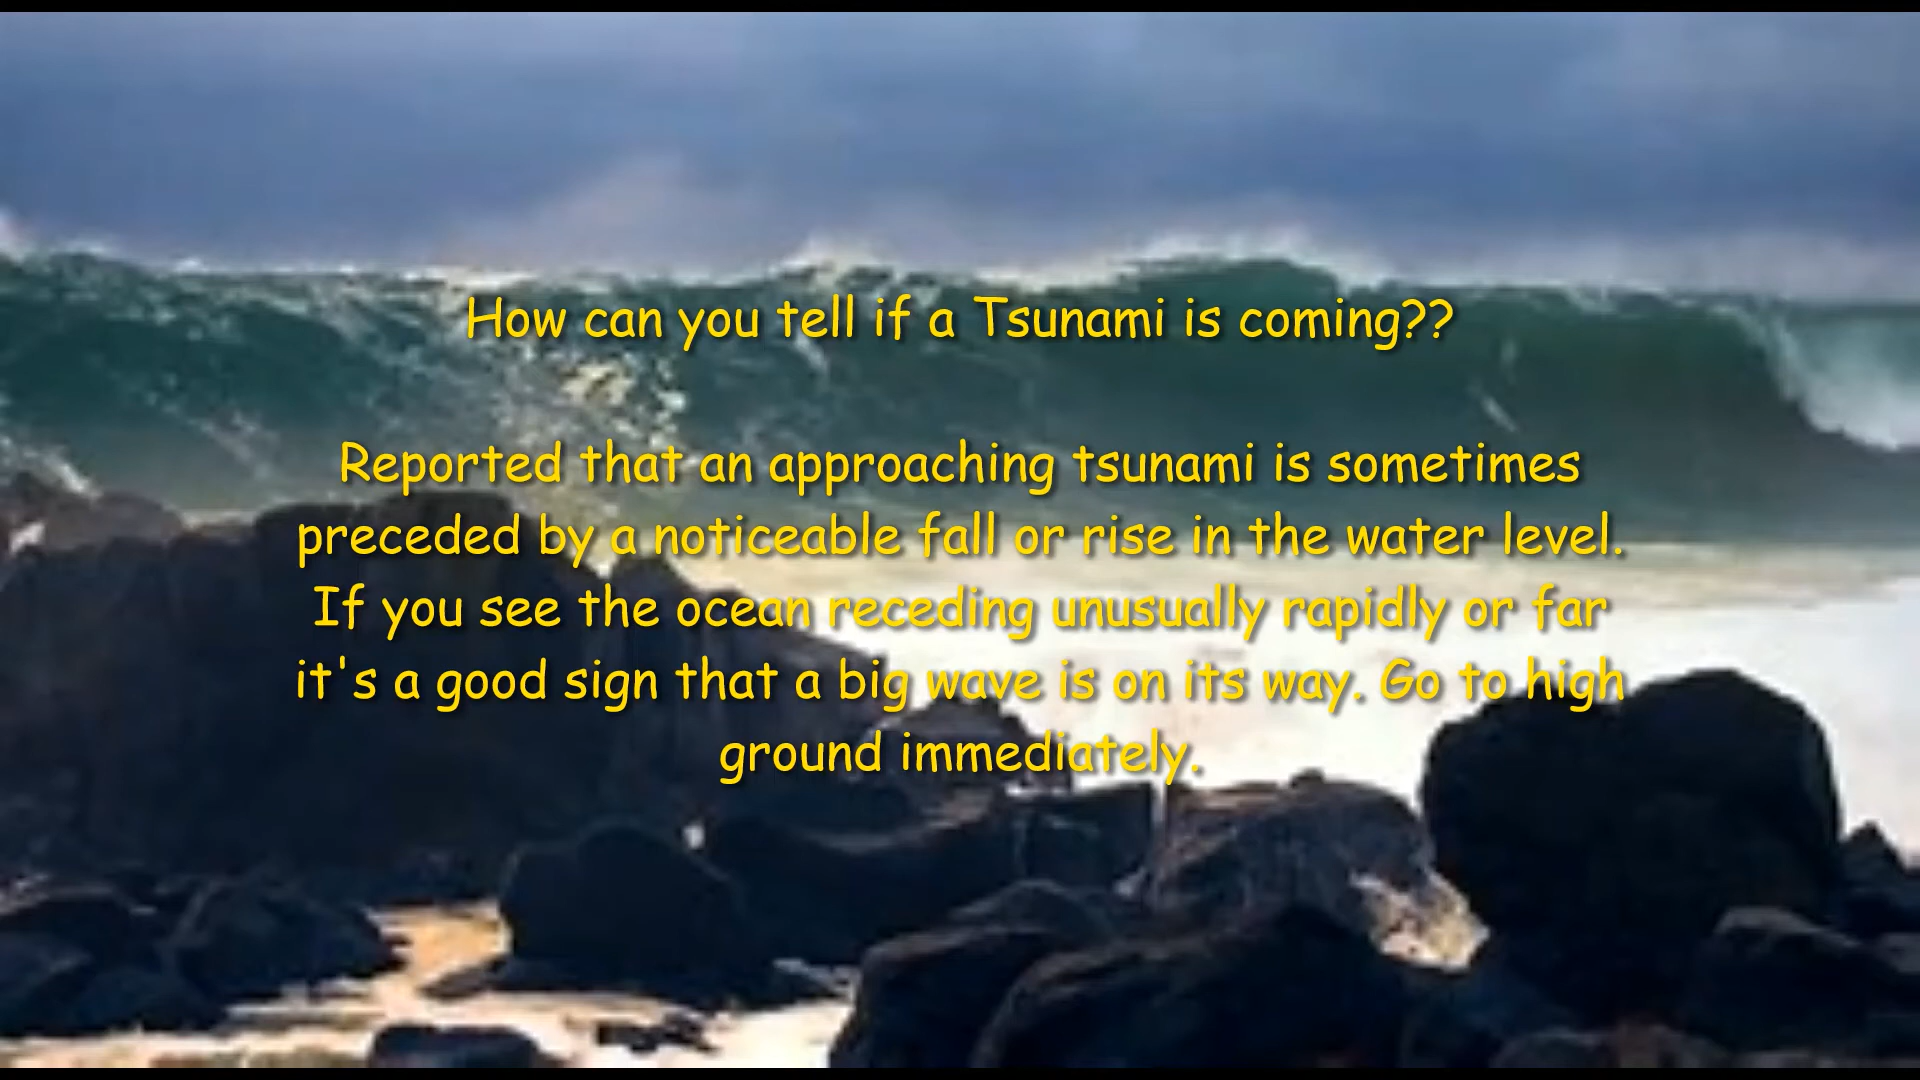 How can you tell if a Tsunami is coming??
Reported that an approaching tsunami is sometimes
preceded by a noticeable fall or rise in the water level.
If you see the ocean receding unusually rapidly or far
it's a good sign that a big wave is on its way. Go to high
ground immediately.